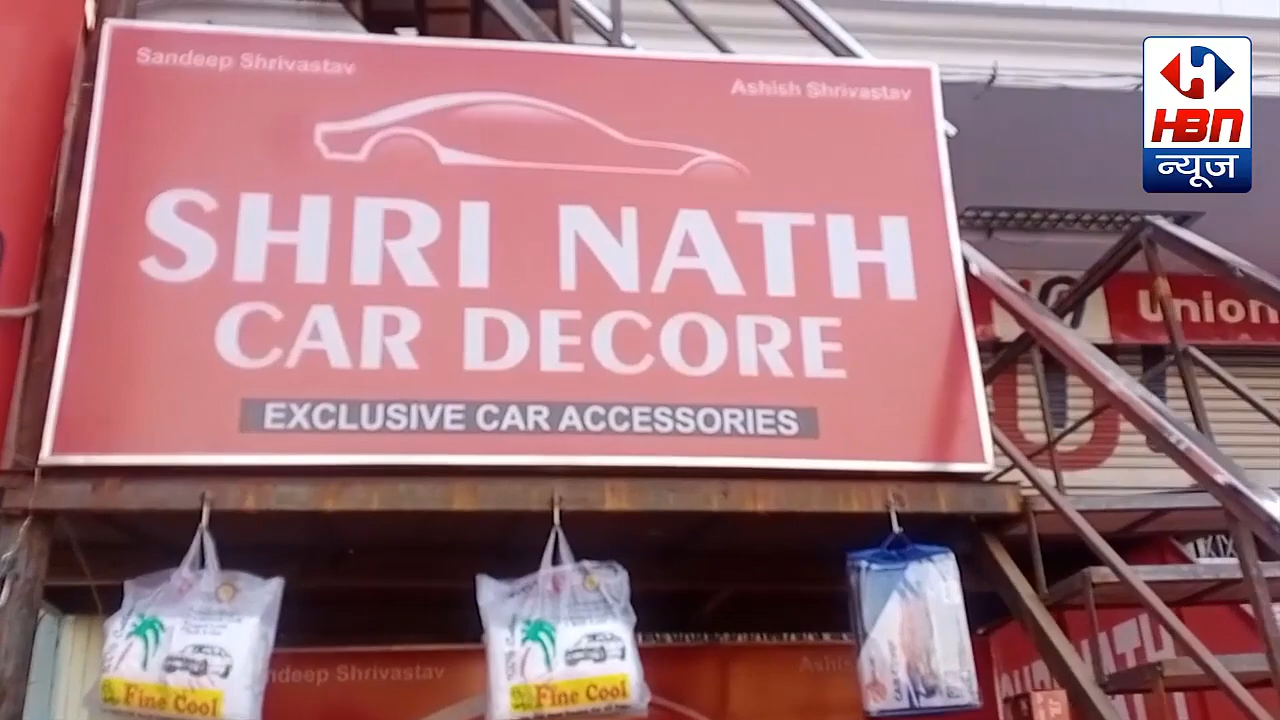 Sandeep Shrivastav
Ashish Shrivastav
SHRI NATH
CAR DECORE
EXCLUSIVE CAR ACCESSORIES
HBN
न्यूज
Union
Fine Cool
Fine Cool
ndeep Shrivastav
Ashis